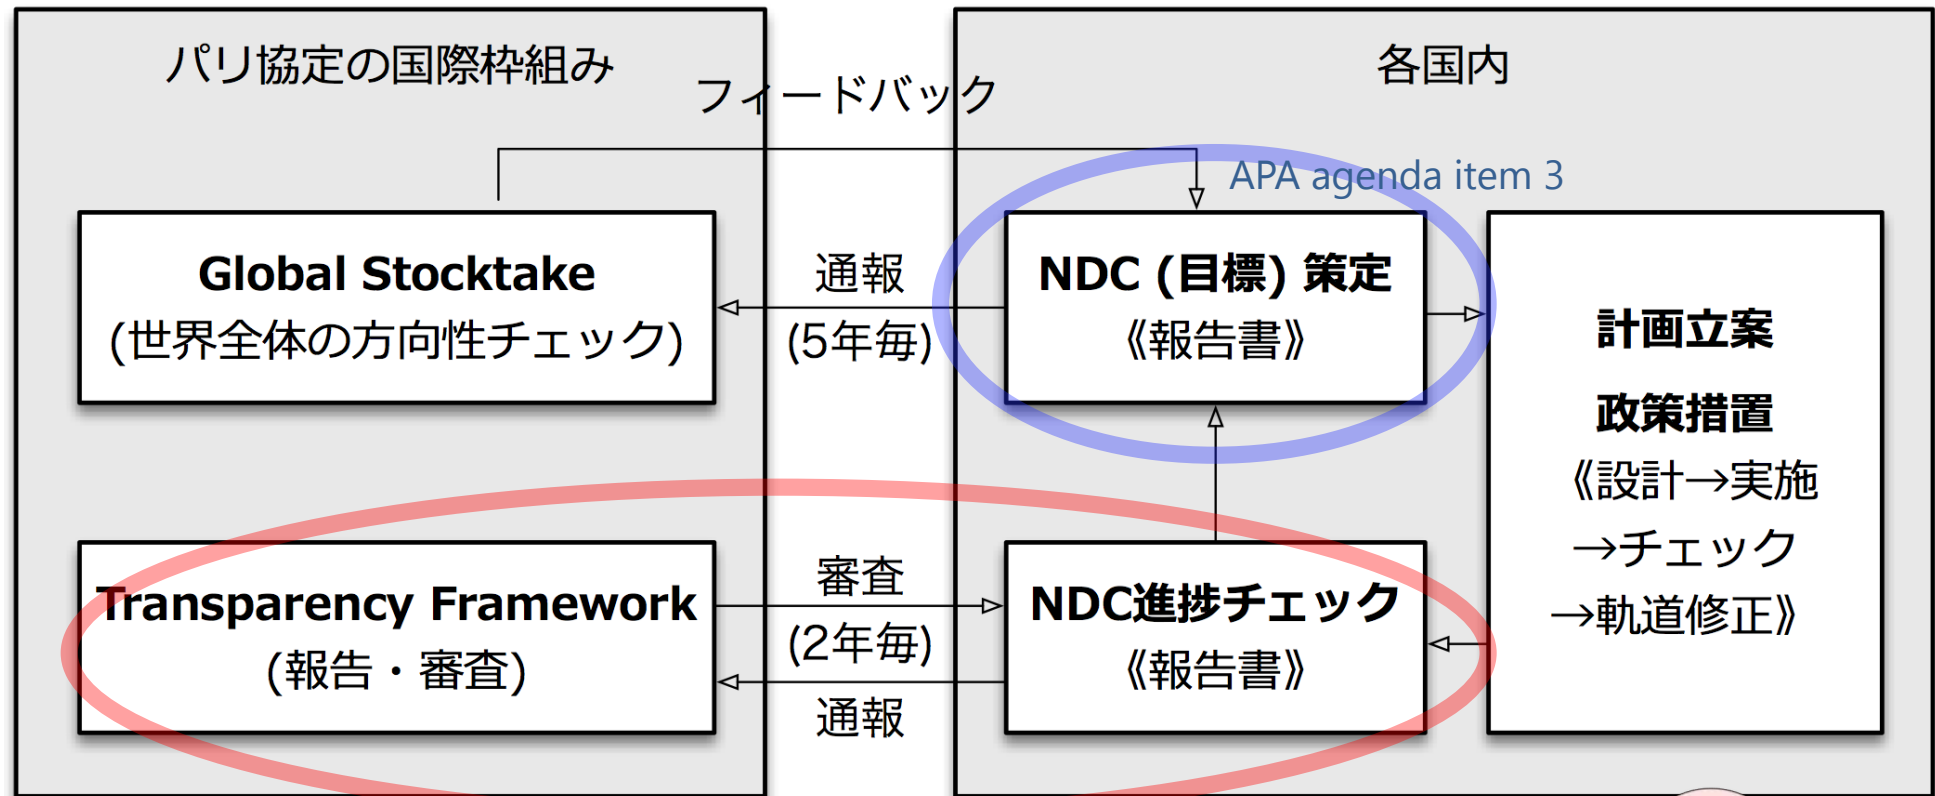 パリ協定の国際枠組み
各国内
フィードバック
APA agenda item 3
Global Stocktake
(世界全体の方向性チェック)
通報
(5年毎)
NDC (目標) 策定
《報告書》
計画立案
政策措置
《設計→実施
→チェック
→軌道修正》
Transparency Framework
(報告・審査)
審査
(2年毎)
通報
NDC進捗チェック
《報告書》